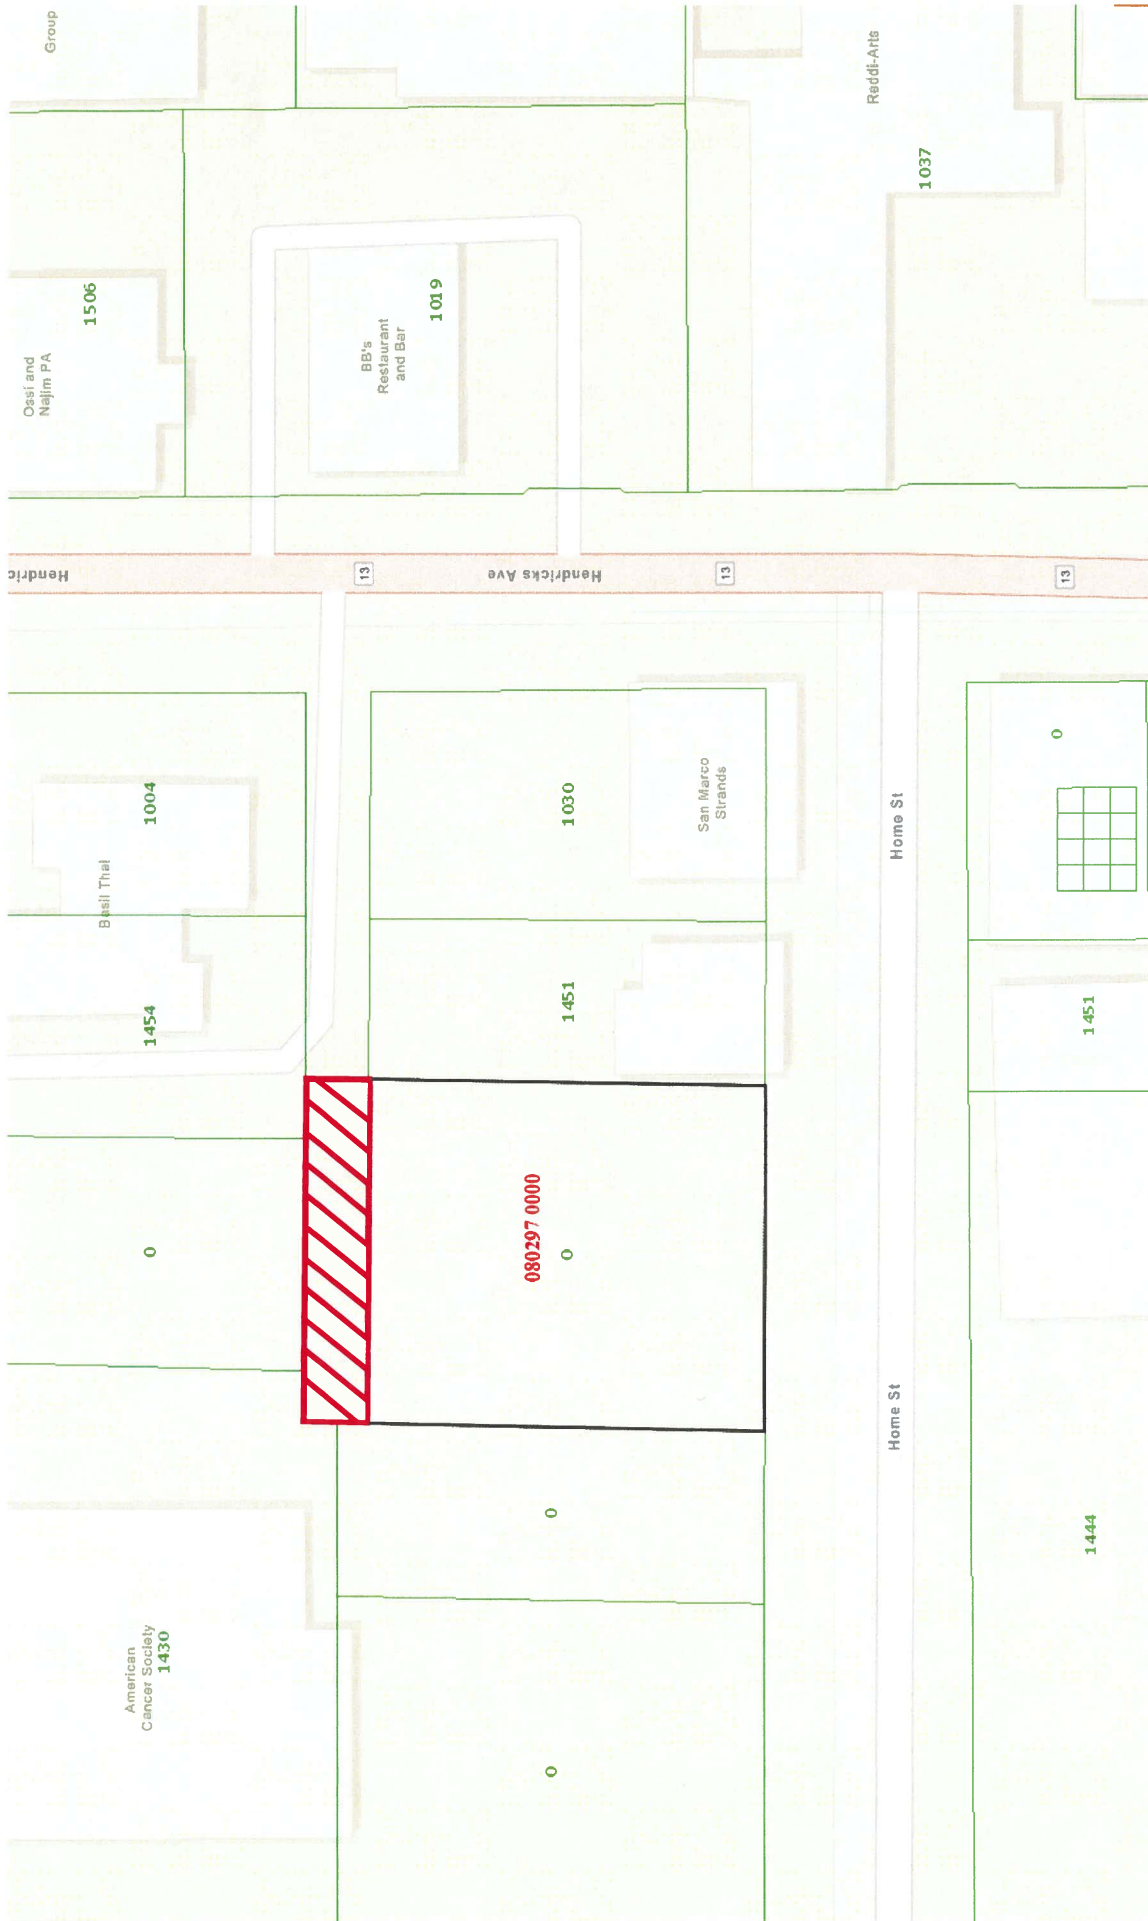 Group
Reddi-Arts
1037
1506
Ossi and
Najim PA
1019
BB's
Restaurant
and Bar
Hendric
13
Hendricks Ave
13
13
1004
Basil Thai
1454
1030
San Marco
Strands
1451
Home St
0
1451
0
080297 0000
0
Home St
0
1444
American
Cancer Society
1430
0